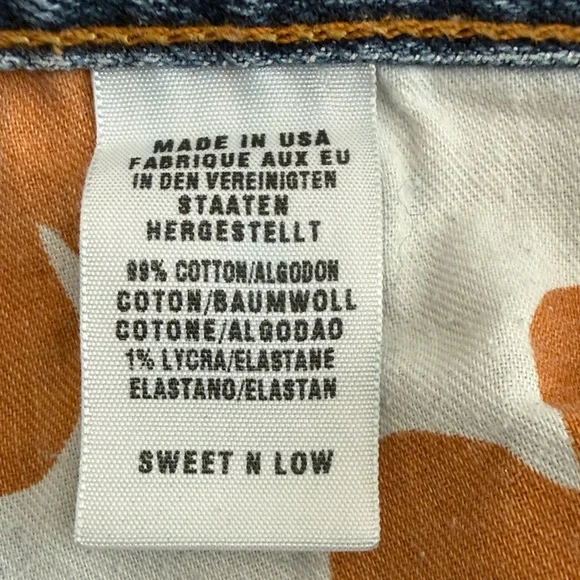 MADE IN USA
FABRIQUE AUX EU
IN DEN VEREINIGTEN
STAATEN
HERGESTELLT
99% COTTON/ALGODON
COTON/BAUMWOLL
COTONE/ALGODAO
1% LYCRA/ELASTANE
ELASTANO/ELASTAN
SWEET N LOW